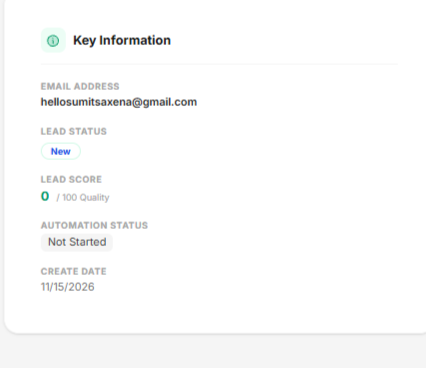 Key Information
EMAIL ADDRESS
hellosumitsaxena@gmail.com
LEAD STATUS
New
LEAD SCORE
0 / 100 Quality
AUTOMATION STATUS
Not Started
CREATE DATE
11/15/2026